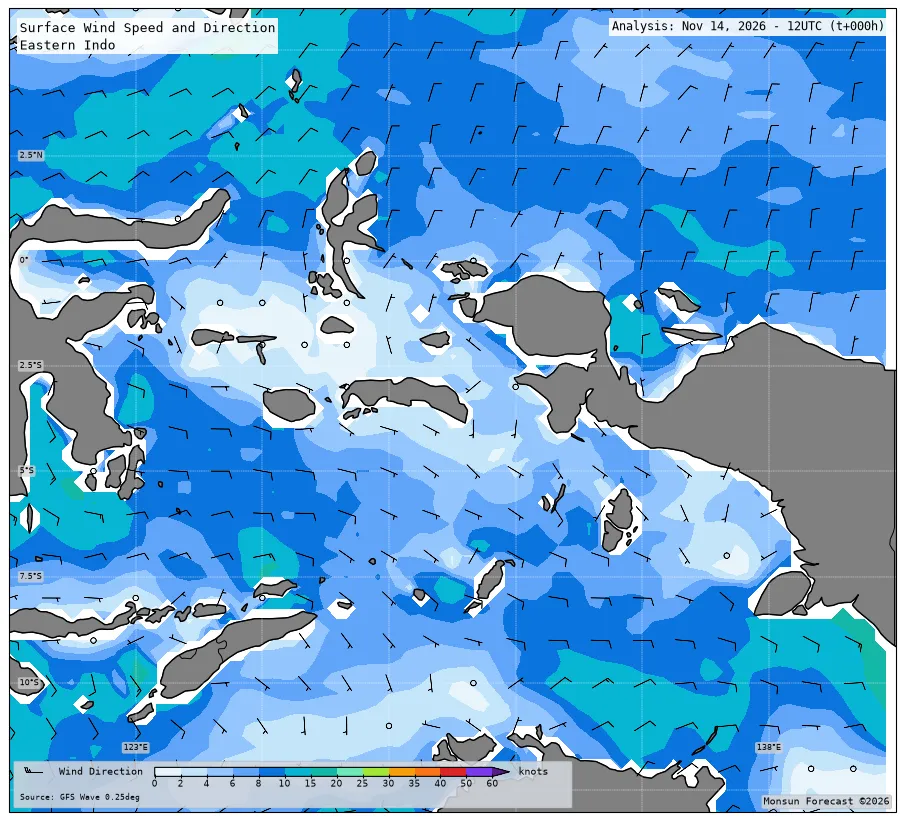 Surface Wind Speed and Direction
Eastern Indo
Analysis: Nov 14, 2026 - 12UTC (t+000h)
2.5°N
0°
2.5°S
5°S
7.5°S
10°S
123°E
138°E
Wind Direction
knots
0 2 4 6 8 10 15 20 25 30 35 40 50 60
Source: GFS Wave 0.25deg
Monsun Forecast ©2026